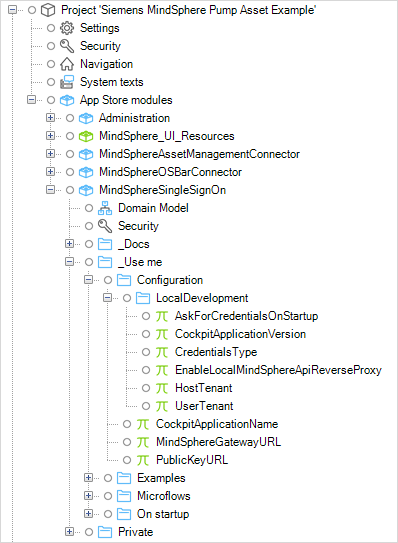 Project 'Siemens MindSphere Pump Asset Example'
Settings
Security
Navigation
System texts
App Store modules
Administration
MindSphere_UI_Resources
MindSphereAssetManagementConnector
MindSphereOSBarConnector
MindSphereSingleSignOn
Domain Model
Security
_Docs
_Use me
Configuration
LocalDevelopment
AskForCredentialsOnStartup
CockpitApplicationVersion
CredentialsType
EnableLocalMindSphereApiReverseProxy
HostTenant
UserTenant
CockpitApplicationName
MindSphereGatewayURL
PublicKeyURL
Examples
Microflows
On startup
Private